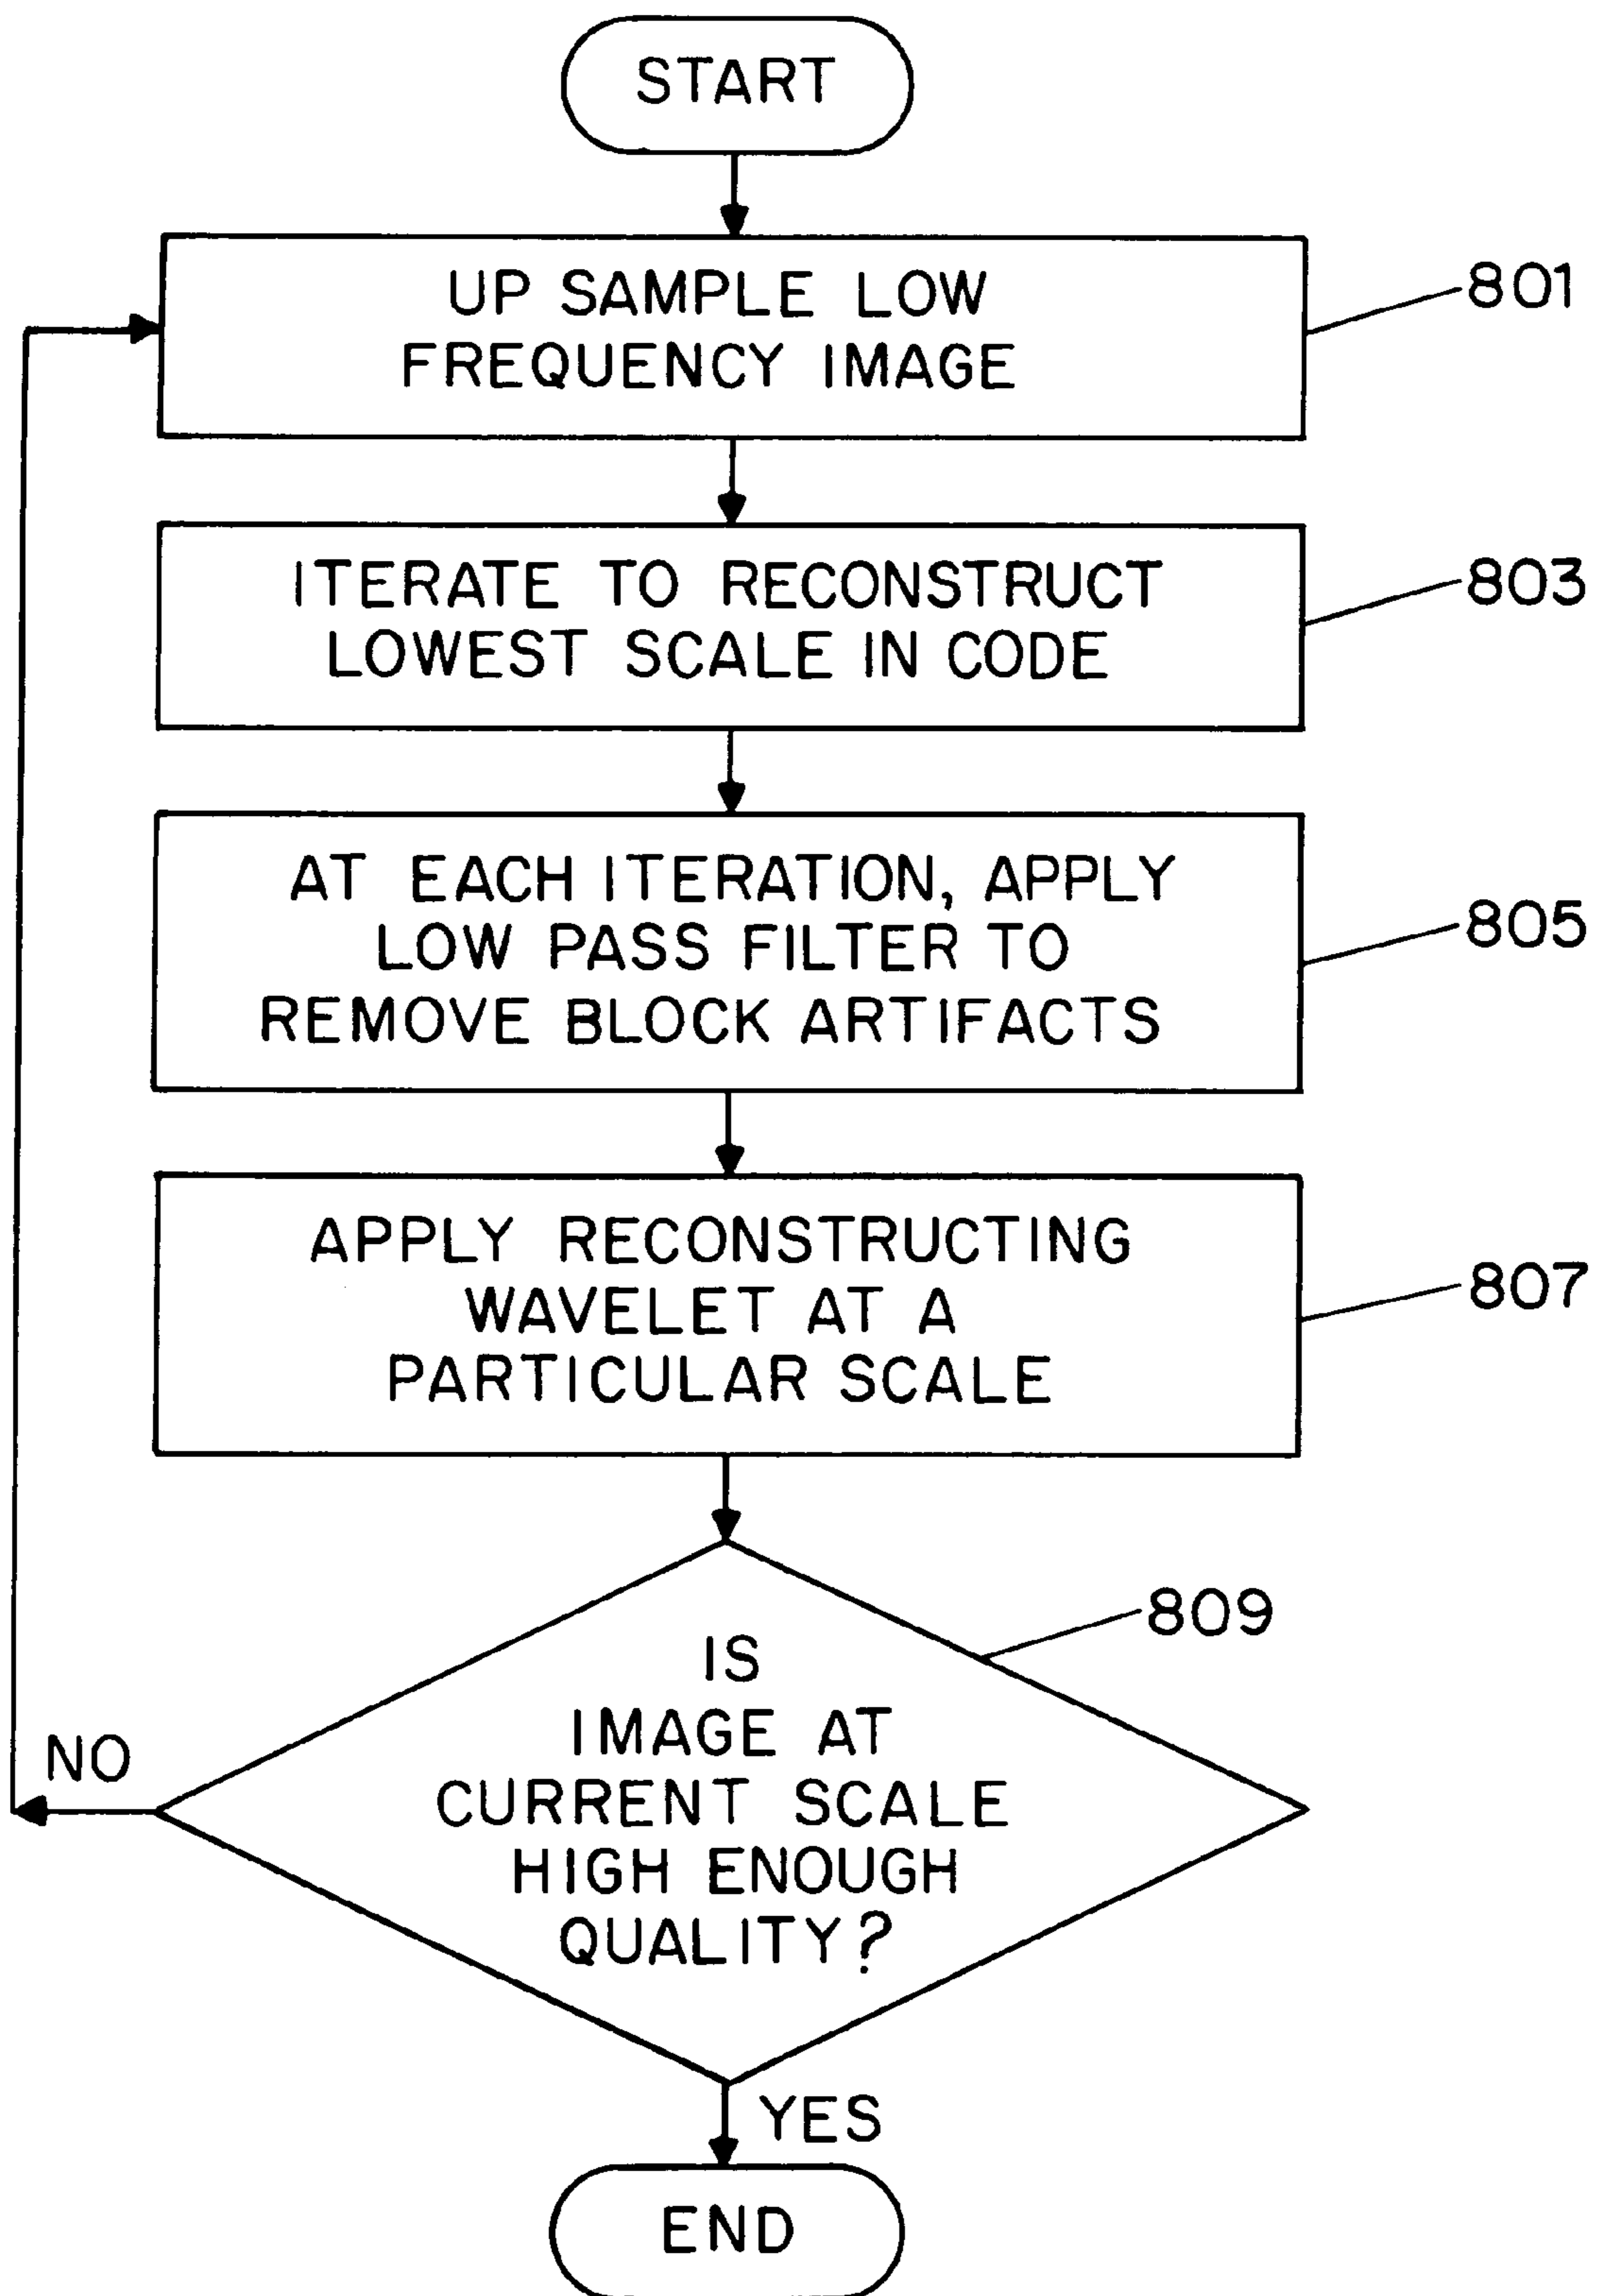 START
UP SAMPLE LOW
FREQUENCY IMAGE
801
ITERATE TO RECONSTRUCT
LOWEST SCALE IN CODE
803
AT EACH ITERATION, APPLY
LOW PASS FILTER TO
REMOVE BLOCK ARTIFACTS
805
APPLY RECONSTRUCTING
WAVELET AT A
PARTICULAR SCALE
807
IS
IMAGE AT
CURRENT SCALE
HIGH ENOUGH
QUALITY?
809
NO
YES
END